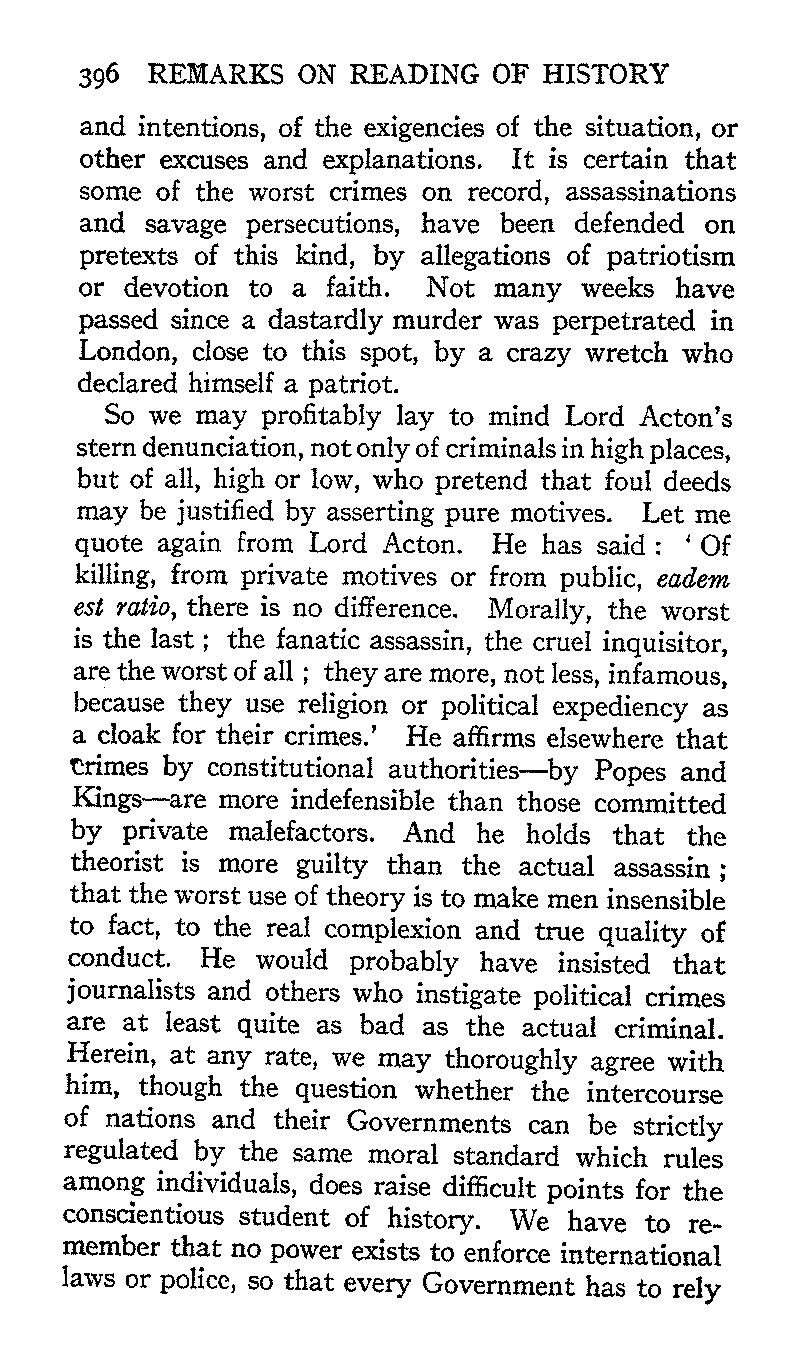 396 REMARKS ON READING OF HISTORY
and intentions, of the exigencies of the situation, or
other excuses and explanations. It is certain that
some of the worst crimes on record, assassinations
and savage persecutions, have been defended on
pretexts of this kind, by allegations of patriotism
or devotion to a faith. Not many weeks have
passed since a dastardly murder was perpetrated in
London, close to this spot, by a crazy wretch who
declared himself a patriot.
So we may profitably lay to mind Lord Acton's
stern denunciation, not only of criminals in high places,
but of all, high or low, who pretend that foul deeds
may be justified by asserting pure motives. Let me
quote again from Lord Acton. He has said : ‘ Of
killing, from private motives or from public, eadem
est ratio, there is no difference. Morally, the worst
is the last ; the fanatic assassin, the cruel inquisitor,
are the worst of all ; they are more, not less, infamous,
because they use religion or political expediency as
a cloak for their crimes.’ He affirms elsewhere that
crimes by constitutional authorities—by Popes and
Kings—are more indefensible than those committed
by private malefactors. And he holds that the
theorist is more guilty than the actual assassin ;
that the worst use of theory is to make men insensible
to fact, to the real complexion and true quality of
conduct. He would probably have insisted that
journalists and others who instigate political crimes
are at least quite as bad as the actual criminal.
Herein, at any rate, we may thoroughly agree with
him, though the question whether the intercourse
of nations and their Governments can be strictly
regulated by the same moral standard which rules
among individuals, does raise difficult points for the
conscientious student of history. We have to re-
member that no power exists to enforce international
laws or police, so that every Government has to rely